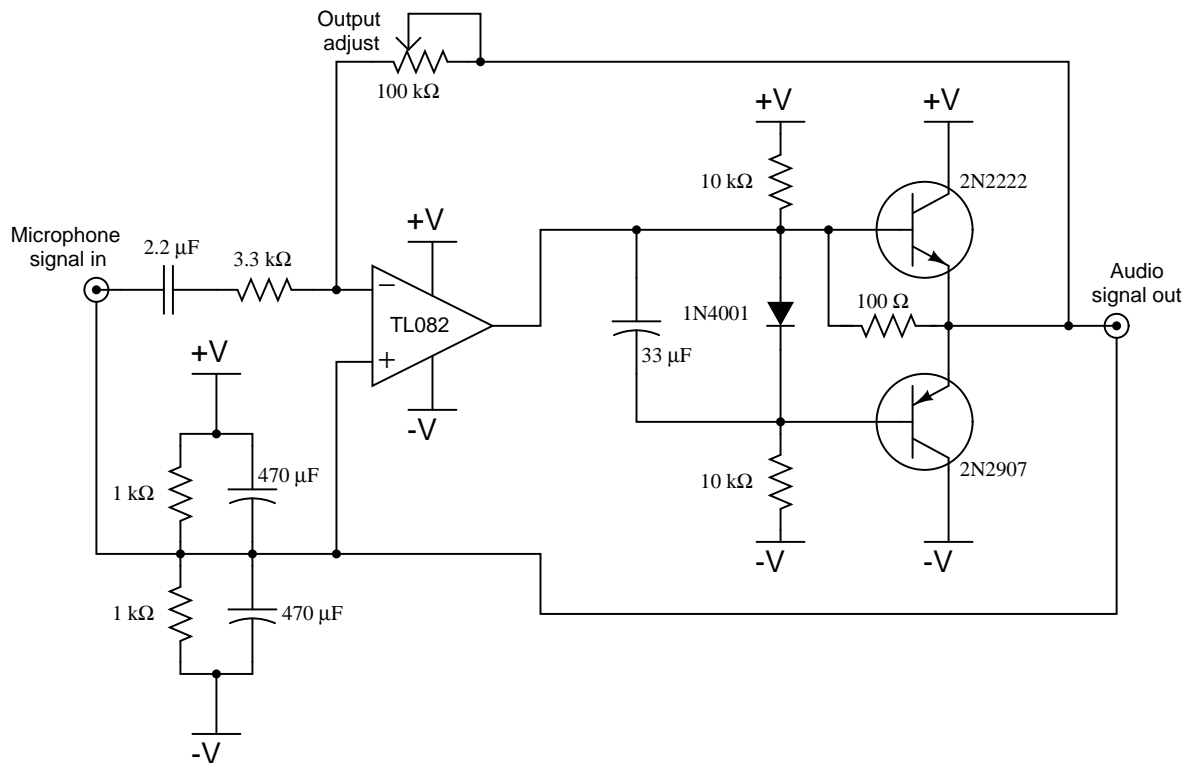 Output
adjust
100 kΩ
+V
+V
10 kΩ
2N2222
Microphone
signal in
2.2 µF
3.3 kΩ
+V
−
TL082
+
-V
1N4001
33 µF
100 Ω
Audio
signal out
+V
470 µF
1 kΩ
10 kΩ
2N2907
-V
-V
1 kΩ
470 µF
-V